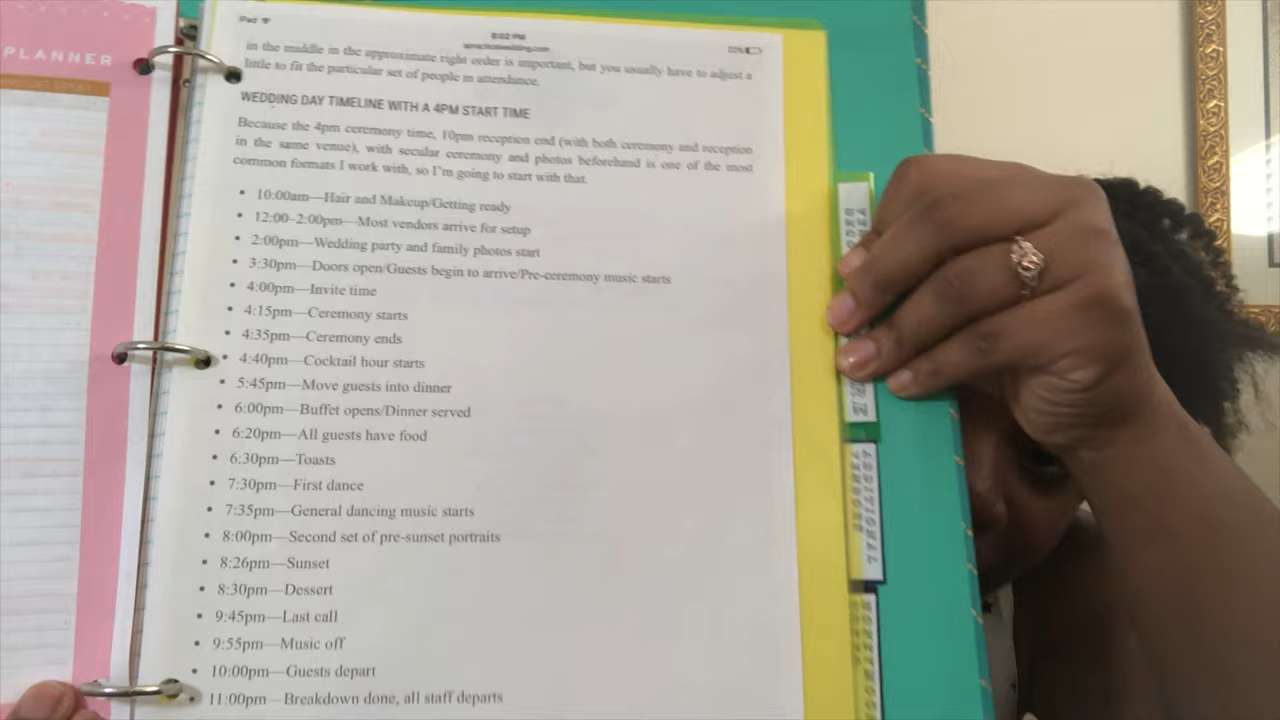 PLANNER
iPad
8:02 PM
22%
in the middle in the approximate right order is important, but you usually have to adjust a
little to fit the particular set of people in attendance.
WEDDING DAY TIMELINE WITH A 4PM START TIME
Because the 4pm ceremony time, 10pm reception end (with both ceremony and reception
in the same venue), with secular ceremony and photos beforehand is one of the most
common formats I work with, so I'm going to start with that.
• 10:00am—Hair and Makeup/Getting ready
• 12:00–2:00pm—Most vendors arrive for setup
• 2:00pm—Wedding party and family photos start
• 3:30pm—Doors open/Guests begin to arrive/Pre-ceremony music starts
• 4:00pm—Invite time
• 4:15pm—Ceremony starts
• 4:35pm—Ceremony ends
• 4:40pm—Cocktail hour starts
• 5:45pm—Move guests into dinner
• 6:00pm—Buffet opens/Dinner served
• 6:20pm—All guests have food
• 6:30pm—Toasts
• 7:30pm—First dance
• 7:35pm—General dancing music starts
• 8:00pm—Second set of pre-sunset portraits
• 8:26pm—Sunset
• 8:30pm—Dessert
• 9:45pm—Last call
• 9:55pm—Music off
• 10:00pm—Guests depart
• 11:00pm—Breakdown done, all staff departs